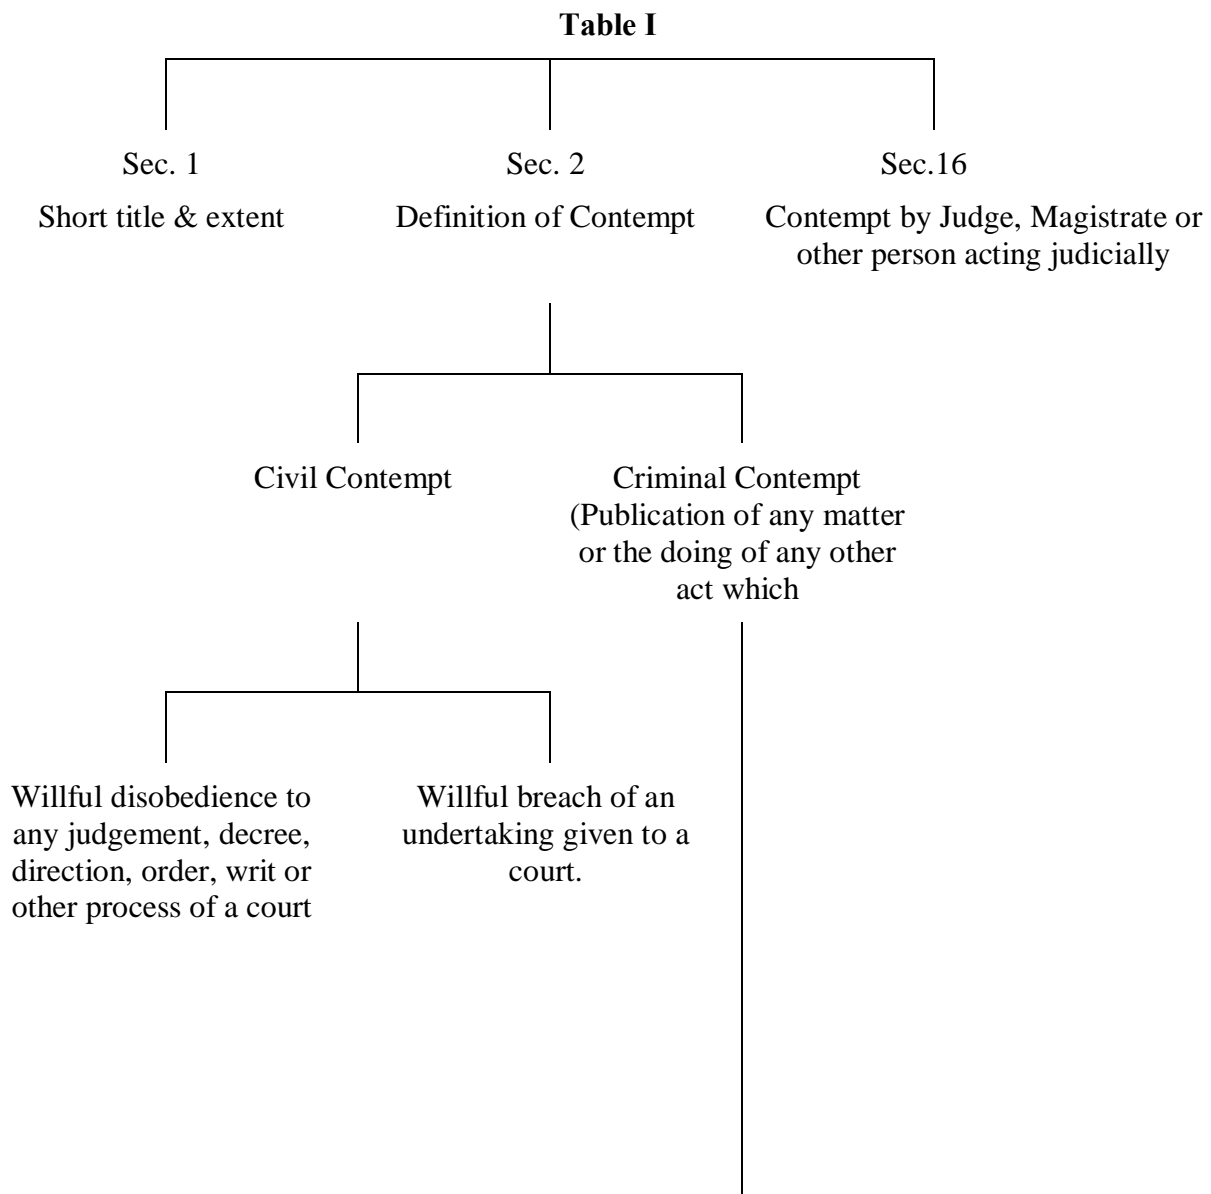 Table I
Sec. 1
Short title & extent
Sec. 2
Definition of Contempt
Sec.16
Contempt by Judge, Magistrate or
other person acting judicially
Civil Contempt
Criminal Contempt
(Publication of any matter
or the doing of any other
act which
Willful disobedience to
any judgement, decree,
direction, order, writ or
other process of a court
Willful breach of an
undertaking given to a
court.